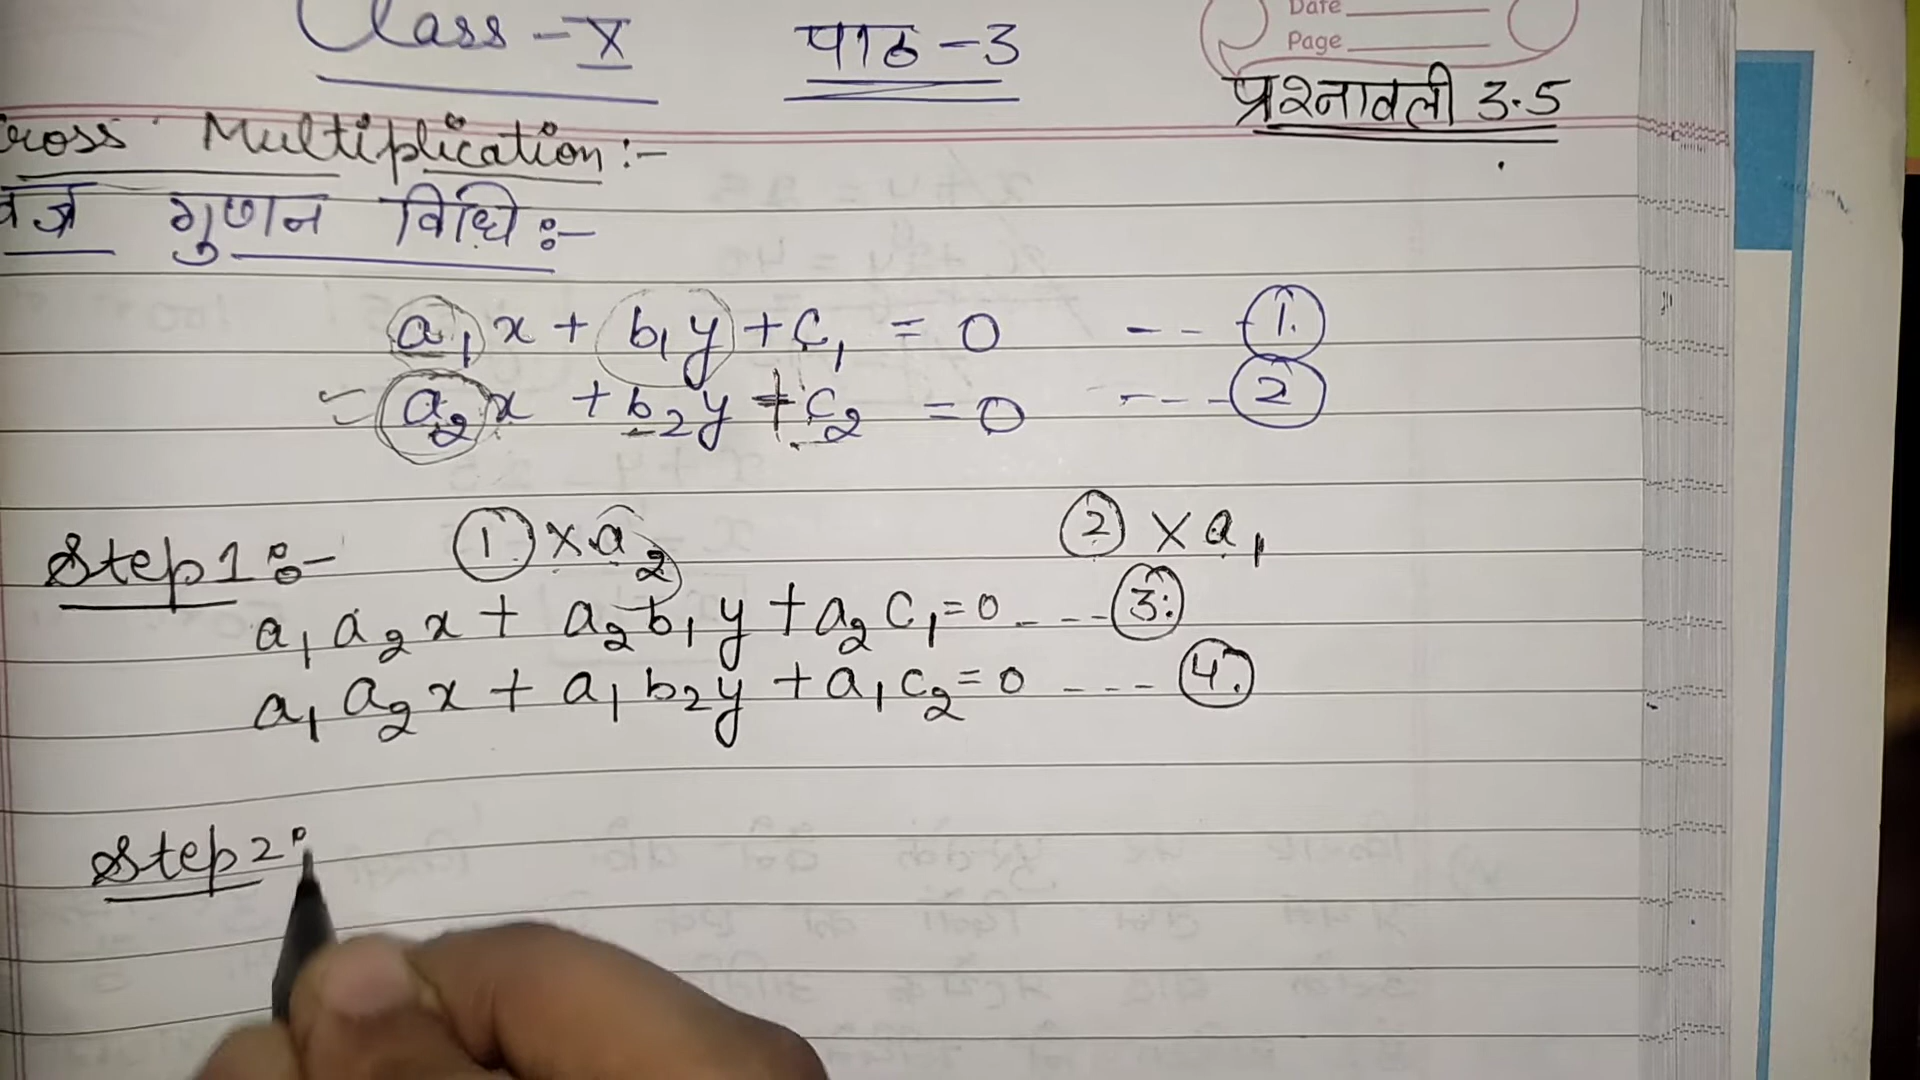 Class - X पाठ - 3
Date
Page
प्रश्नावली 3.5
Cross Multiplication :-
वज्र गुणन विधि :-
a₁x + b₁y + c₁ = 0 --- ①
a₂x + b₂y + c₂ = 0 --- ②
Step 1 :- ① × a₂ ② × a₁
a₁a₂x + a₂b₁y + a₂c₁ = 0 --- ③
a₁a₂x + a₁b₂y + a₁c₂ = 0 --- ④
Step 2